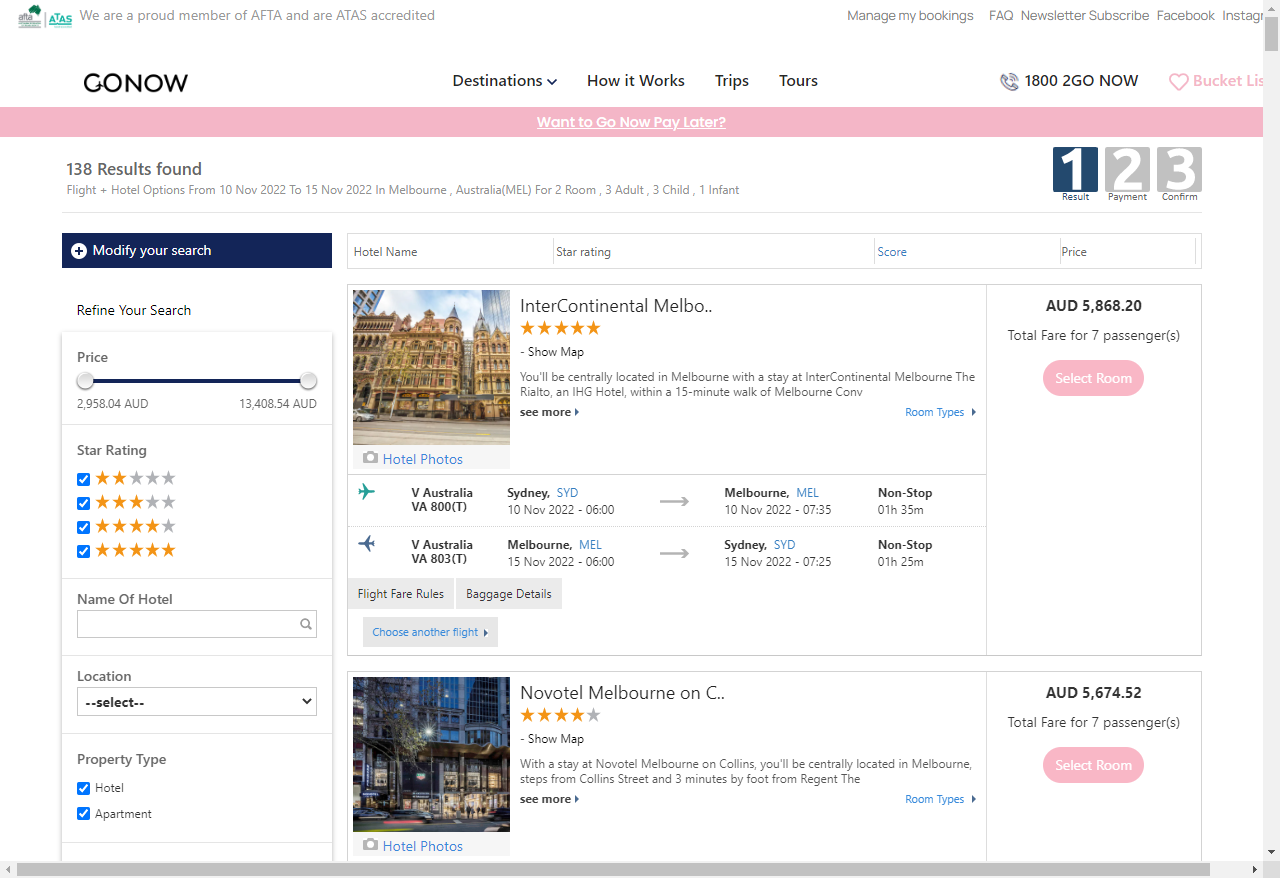 afta ATAS We are a proud member of AFTA and are ATAS accredited
Manage my bookings FAQ Newsletter Subscribe Facebook
GONOW
Destinations How it Works Trips Tours
1800 2GO NOW
Bucket
Want to Go Now Pay Later?
138 Results found
Flight + Hotel Options From 10 Nov 2022 To 15 Nov 2022 In Melbourne , Australia(MEL) For 2 Room , 3 Adult , 3 Child , 1 Infant
1 2 3
Result Payment Confirm
Modify your search
Refine Your Search
Price
2,958.04 AUD 13,408.54 AUD
Star Rating
Name Of Hotel
Location
--select--
Property Type
Hotel
Apartment
Hotel Name Star rating Score Price
InterContinental Melbo..
- Show Map
You'll be centrally located in Melbourne with a stay at InterContinental Melbourne The
Rialto, an IHG Hotel, within a 15-minute walk of Melbourne Conv
see more Room Types
Hotel Photos
AUD 5,868.20
Total Fare for 7 passenger(s)
Select Room
V Australia Sydney, SYD Melbourne, MEL Non-Stop
VA 800(T) 10 Nov 2022 - 06:00 10 Nov 2022 - 07:35 01h 35m
V Australia Melbourne, MEL Sydney, SYD Non-Stop
VA 803(T) 15 Nov 2022 - 06:00 15 Nov 2022 - 07:25 01h 25m
Flight Fare Rules Baggage Details
Choose another flight
Novotel Melbourne on C..
- Show Map
With a stay at Novotel Melbourne on Collins, you'll be centrally located in Melbourne,
steps from Collins Street and 3 minutes by foot from Regent The
see more Room Types
Hotel Photos
AUD 5,674.52
Total Fare for 7 passenger(s)
Select Room